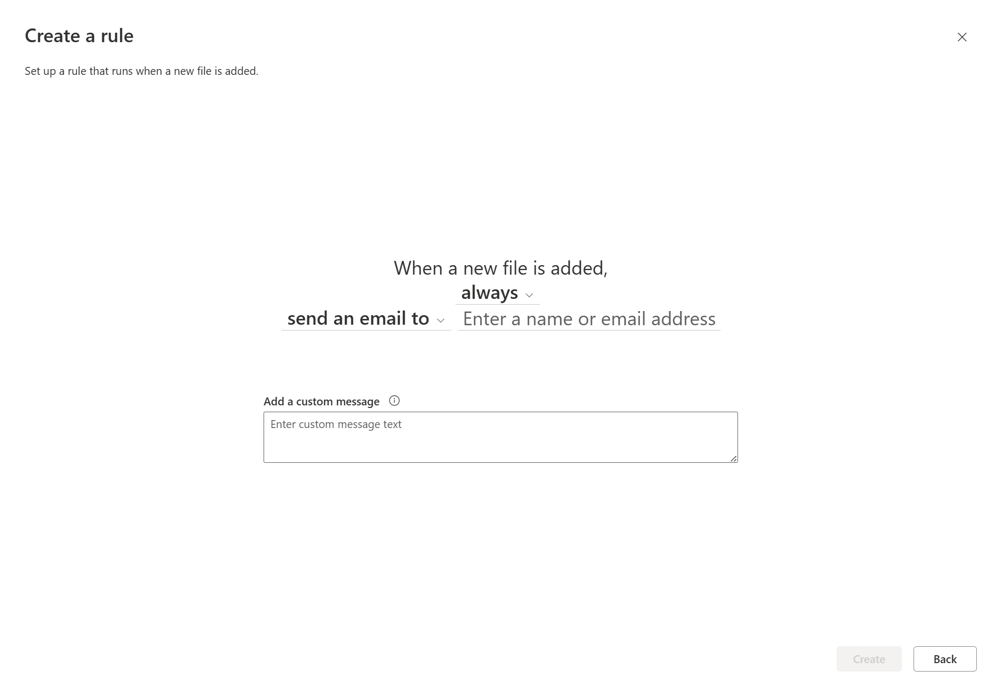 Create a rule
Set up a rule that runs when a new file is added.
When a new file is added,
always
send an email to Enter a name or email address
Add a custom message
Enter custom message text
Create Back